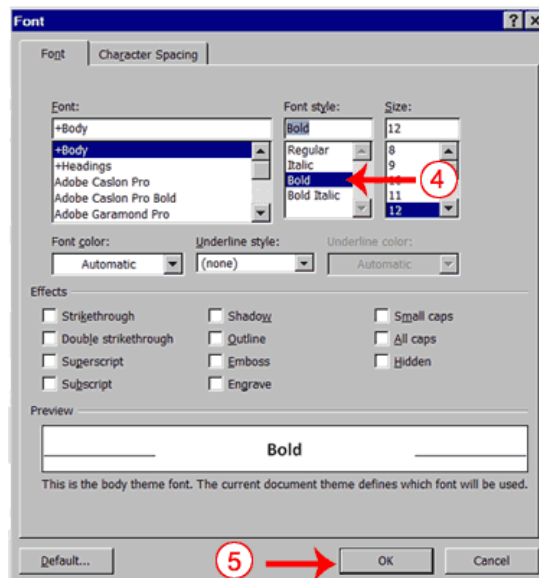 Font
Font Character Spacing
Font: Font style: Size:
+Body Bold 12
+Body Regular 8
+Headings Italic 9
Adobe Caslon Pro Bold 10 4
Adobe Caslon Pro Bold Bold Italic 11
Adobe Garamond Pro 12
Font color: Underline style: Underline color:
Automatic (none) Automatic
Effects
Strikethrough Shadow Small caps
Double strikethrough Outline All caps
Superscript Emboss Hidden
Subscript Engrave
Preview
Bold
This is the body theme font. The current document theme defines which font will be used.
Default... 5 OK Cancel